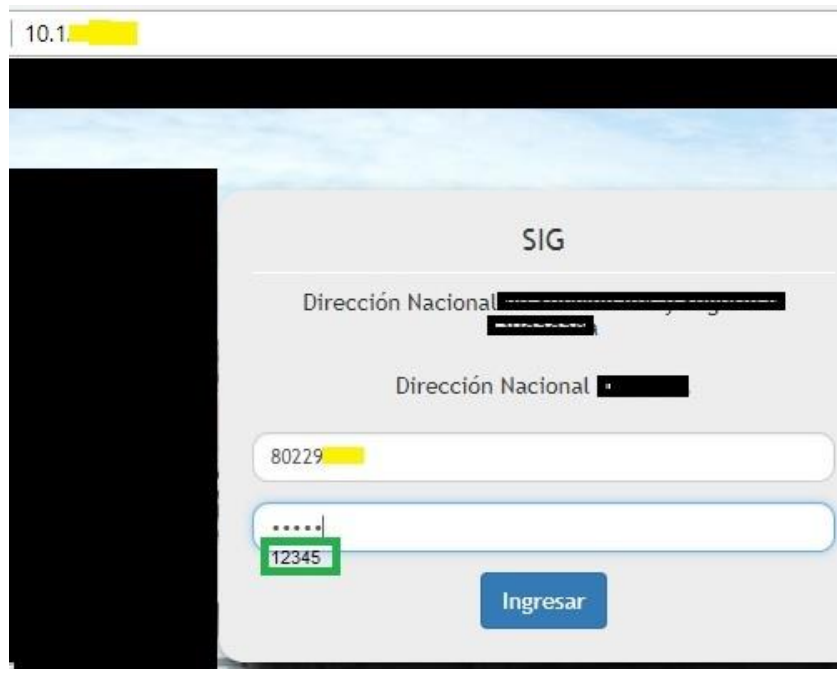 10.1.
SIG
Dirección Nacional
Dirección Nacional
80229
•••••
12345
Ingresar